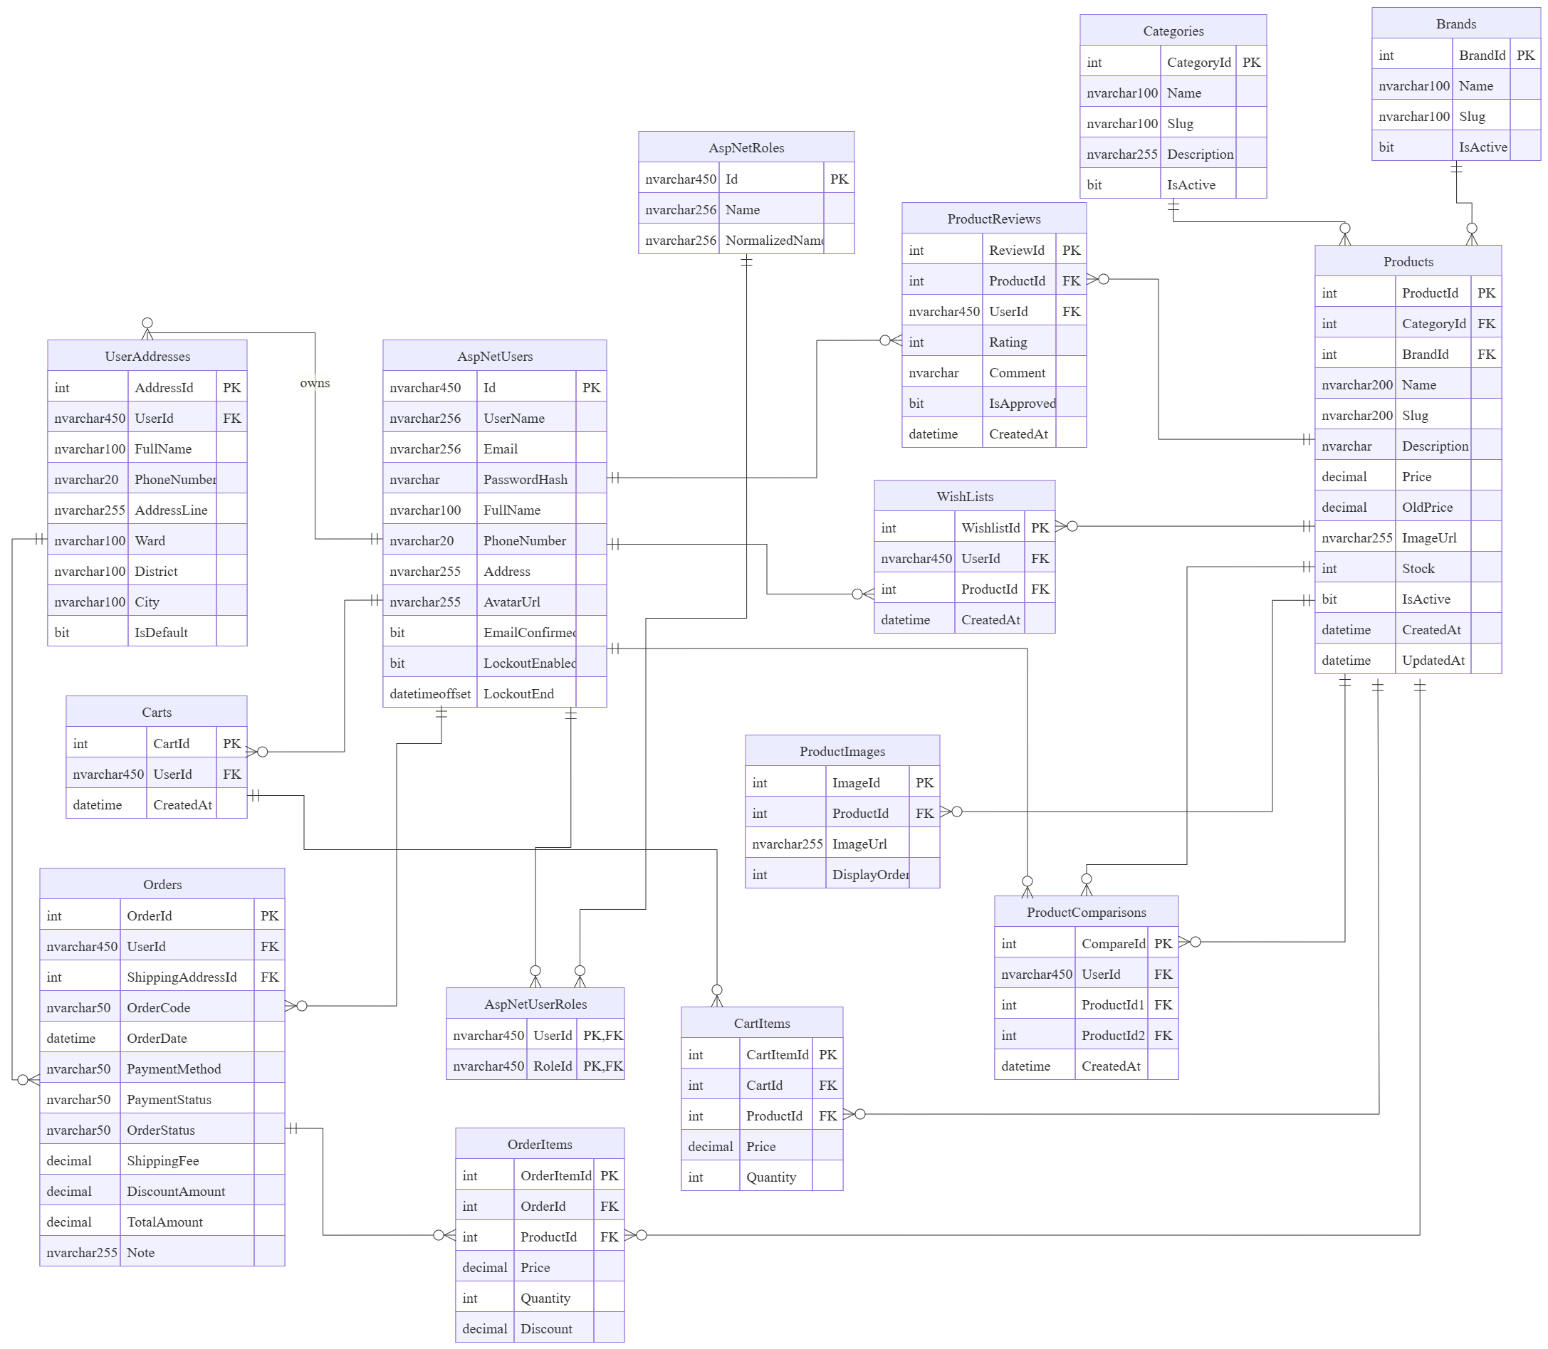 Categories
int CategoryId PK
nvarchar100 Name
nvarchar100 Slug
nvarchar255 Description
bit IsActive
Brands
int BrandId PK
nvarchar100 Name
nvarchar100 Slug
bit IsActive
AspNetRoles
nvarchar450 Id PK
nvarchar256 Name
nvarchar256 NormalizedName
ProductReviews
int ReviewId PK
int ProductId FK
nvarchar450 UserId FK
int Rating
nvarchar Comment
bit IsApproved
datetime CreatedAt
Products
int ProductId PK
int CategoryId FK
int BrandId FK
nvarchar200 Name
nvarchar200 Slug
nvarchar Description
decimal Price
decimal OldPrice
nvarchar255 ImageUrl
int Stock
bit IsActive
datetime CreatedAt
datetime UpdatedAt
UserAddresses
int AddressId PK
nvarchar450 UserId FK
nvarchar100 FullName
nvarchar20 PhoneNumber
nvarchar255 AddressLine
nvarchar100 Ward
nvarchar100 District
nvarchar100 City
bit IsDefault
owns
AspNetUsers
nvarchar450 Id PK
nvarchar256 UserName
nvarchar256 Email
nvarchar PasswordHash
nvarchar100 FullName
nvarchar20 PhoneNumber
nvarchar255 Address
nvarchar255 AvatarUrl
bit EmailConfirmed
bit LockoutEnabled
datetimeoffset LockoutEnd
WishLists
int WishlistId PK
nvarchar450 UserId FK
int ProductId FK
datetime CreatedAt
Carts
int CartId PK
nvarchar450 UserId FK
datetime CreatedAt
ProductImages
int ImageId PK
int ProductId FK
nvarchar255 ImageUrl
int DisplayOrder
Orders
int OrderId PK
nvarchar450 UserId FK
int ShippingAddressId FK
nvarchar50 OrderCode
datetime OrderDate
nvarchar50 PaymentMethod
nvarchar50 PaymentStatus
nvarchar50 OrderStatus
decimal ShippingFee
decimal DiscountAmount
decimal TotalAmount
nvarchar255 Note
ProductComparisons
int CompareId PK
nvarchar450 UserId FK
int ProductId1 FK
int ProductId2 FK
datetime CreatedAt
AspNetUserRoles
nvarchar450 UserId PK,FK
nvarchar450 RoleId PK,FK
CartItems
int CartItemId PK
int CartId FK
int ProductId FK
decimal Price
int Quantity
OrderItems
int OrderItemId PK
int OrderId FK
int ProductId FK
decimal Price
int Quantity
decimal Discount